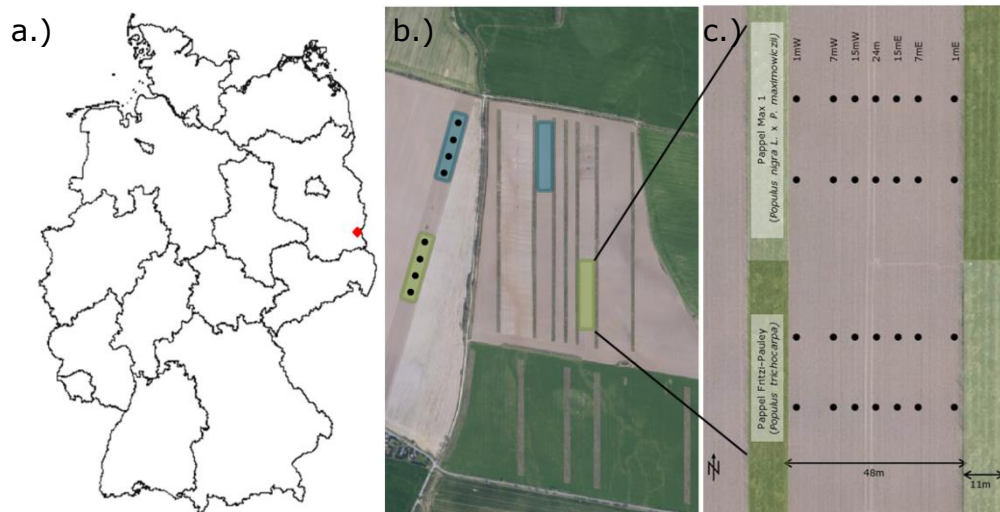 a.)
b.)
c.)
1mW
7mW
15mW
24m
15mE
7mE
1mE
Pappel Max 1
(Populus nigra L. x P. maximowiczii)
Pappel Fritzi-Pauley
(Populus trichocarpa)
N
48m
11m